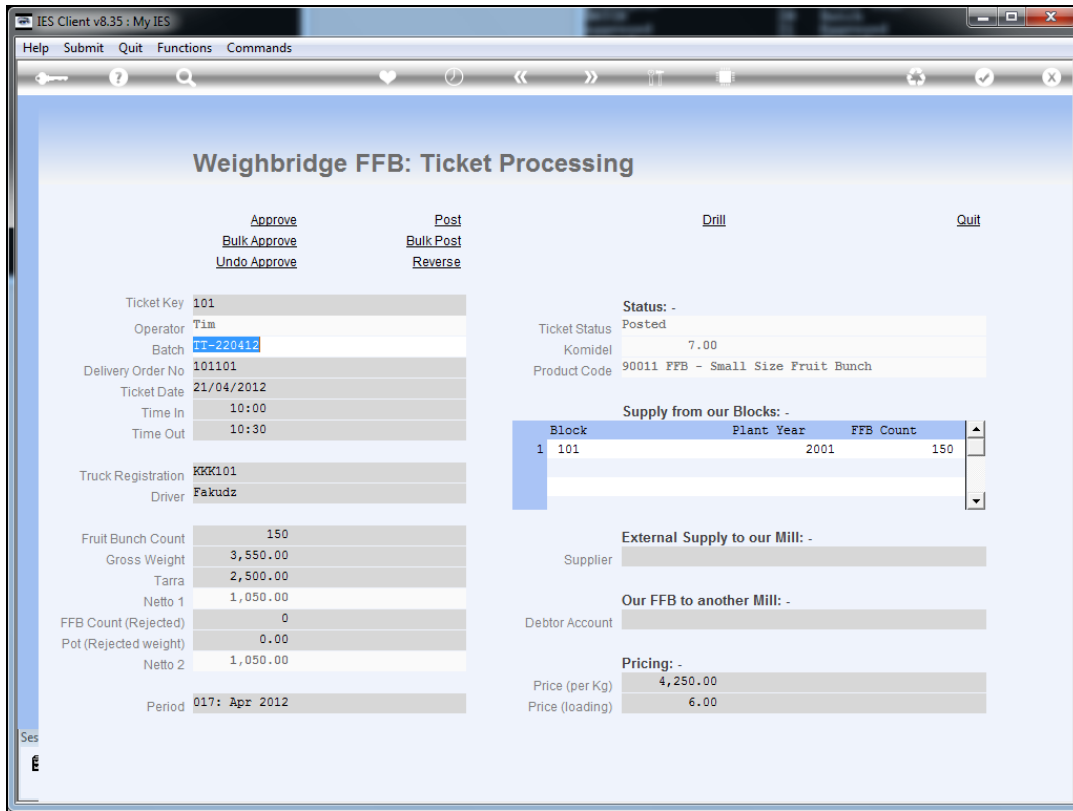 IES Client v8.35 : My IES
Help Submit Quit Functions Commands
Weighbridge FFB: Ticket Processing
Approve Post Drill Quit
Bulk Approve Bulk Post
Undo Approve Reverse
Ticket Key 101
Operator Tim
Batch TT-220412
Delivery Order No 101101
Ticket Date 21/04/2012
Time In 10:00
Time Out 10:30
Truck Registration KKK101
Driver Fakudz
Fruit Bunch Count 150
Gross Weight 3,550.00
Tarra 2,500.00
Netto 1 1,050.00
FFB Count (Rejected) 0
Pot (Rejected weight) 0.00
Netto 2 1,050.00
Period 017: Apr 2012
Status: -
Ticket Status Posted
Komidel 7.00
Product Code 90011 FFB - Small Size Fruit Bunch
Supply from our Blocks: -
Block Plant Year FFB Count
1 101 2001 150
External Supply to our Mill: -
Supplier
Our FFB to another Mill: -
Debtor Account
Pricing: -
Price (per Kg) 4,250.00
Price (loading) 6.00
Ses